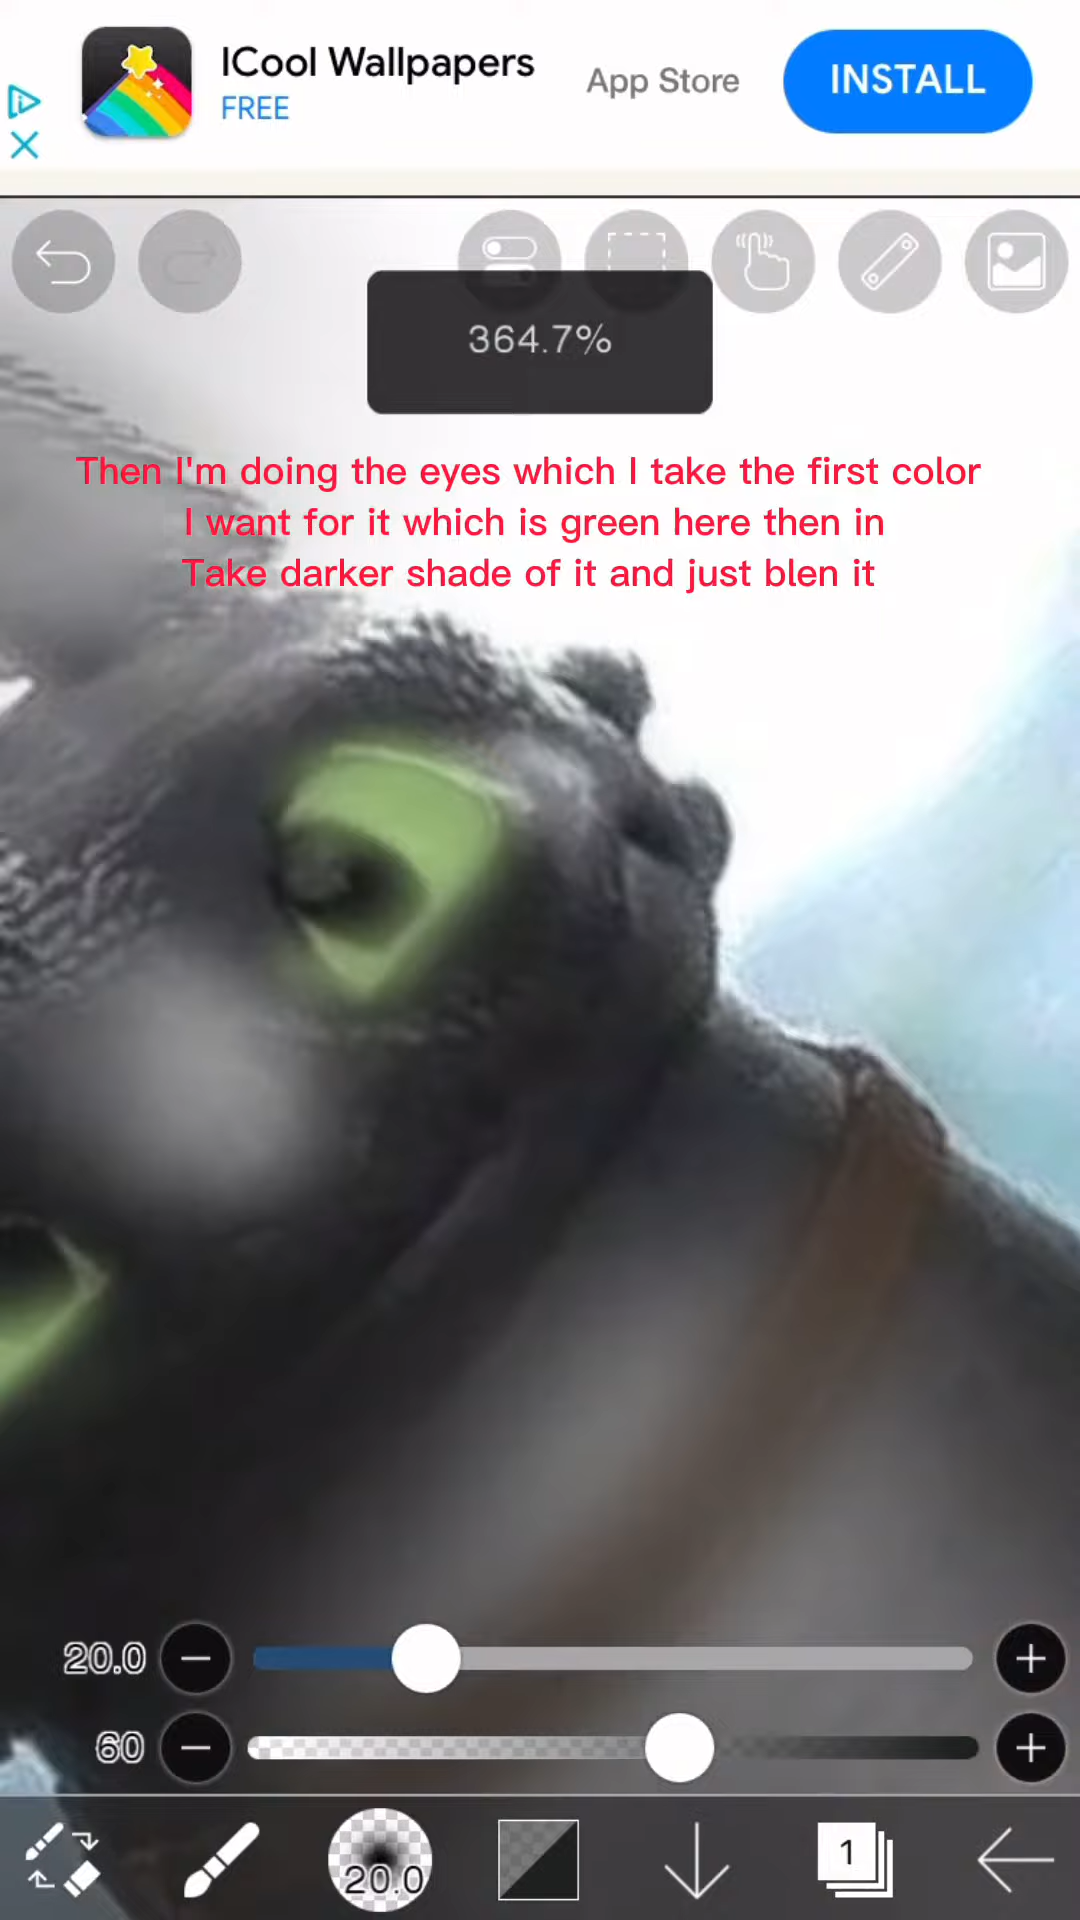 ICool Wallpapers
FREE
App Store
INSTALL
364.7%
Then I'm doing the eyes which I take the first color
I want for it which is green here then in
Take darker shade of it and just blen it
20.0
60
20.0
1